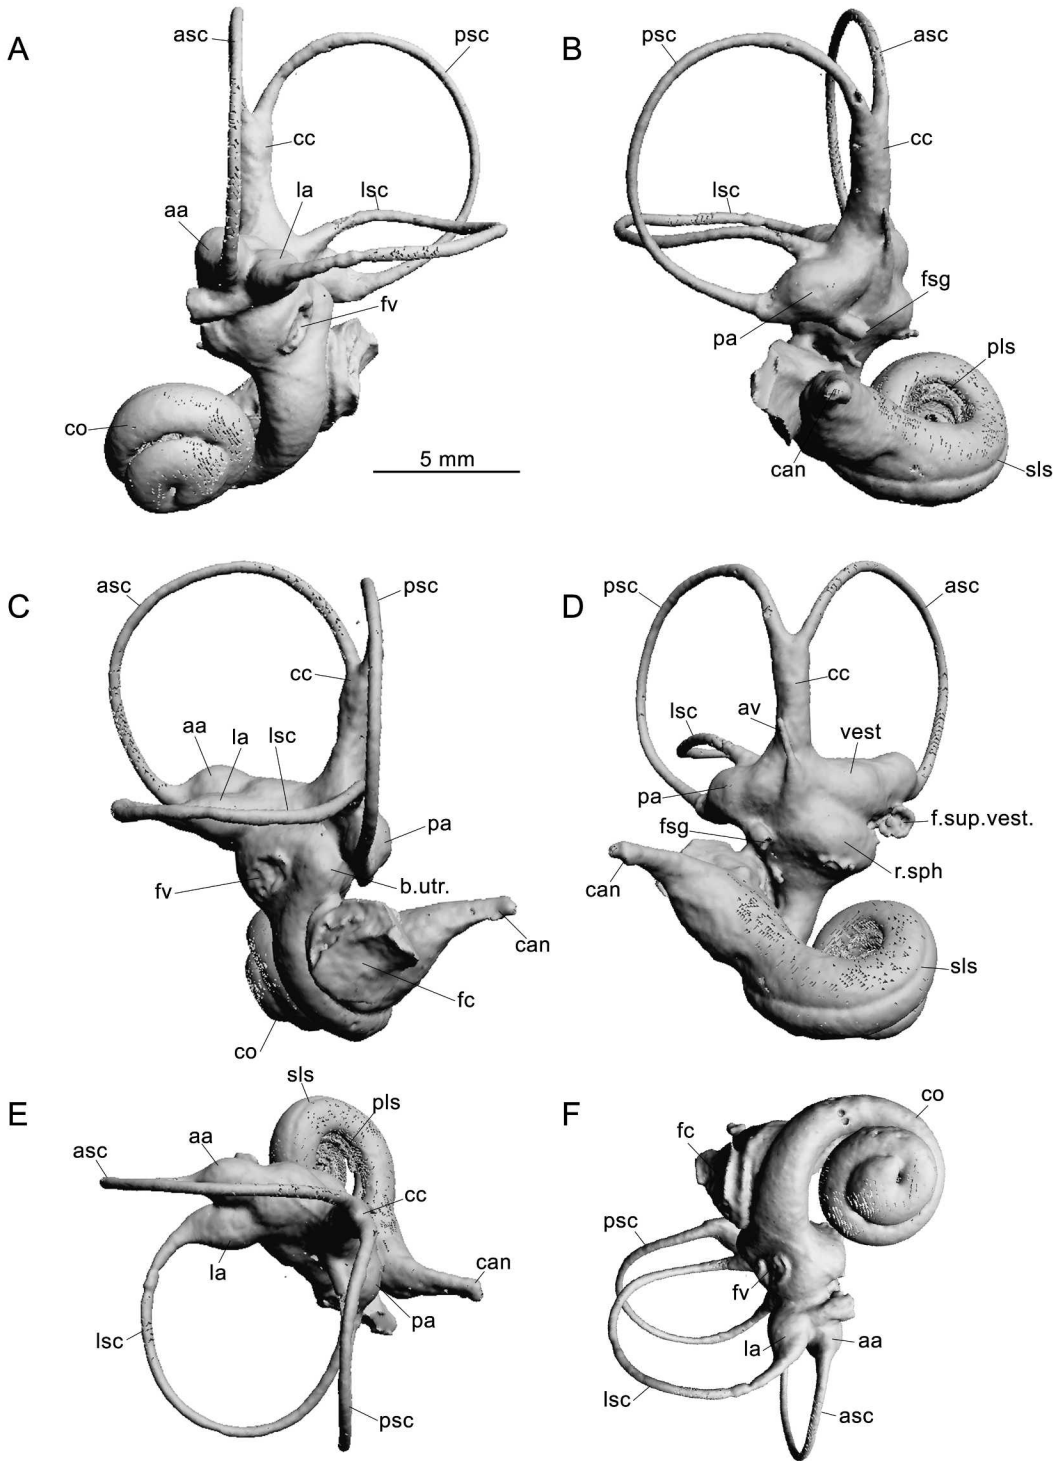 A
asc
psc
cc
la
lsc
aa
fv
co
5 mm
B
psc
asc
cc
lsc
fsg
pa
pls
can
sls
C
asc
psc
cc
aa
la
lsc
pa
fv
b.utr.
can
fc
co
D
psc
asc
cc
av
lsc
vest
pa
fsg
f.sup.vest.
can
r.sph
sls
E
sls
pls
aa
asc
cc
la
can
pa
lsc
psc
F
co
fc
psc
fv
la
aa
lsc
asc